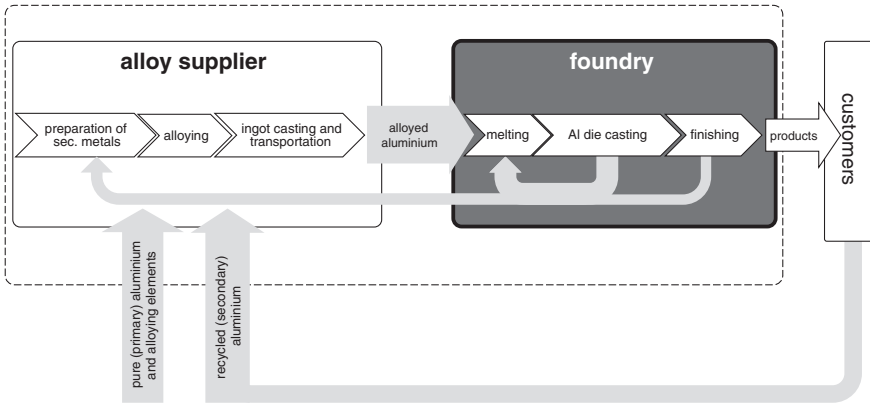 alloy supplier
foundry
preparation of
sec. metals
alloying
ingot casting and
transportation
alloyed
aluminium
melting
Al die casting
finishing
products
customers
pure (primary) aluminium
and alloying elements
recycled (secondary)
aluminium